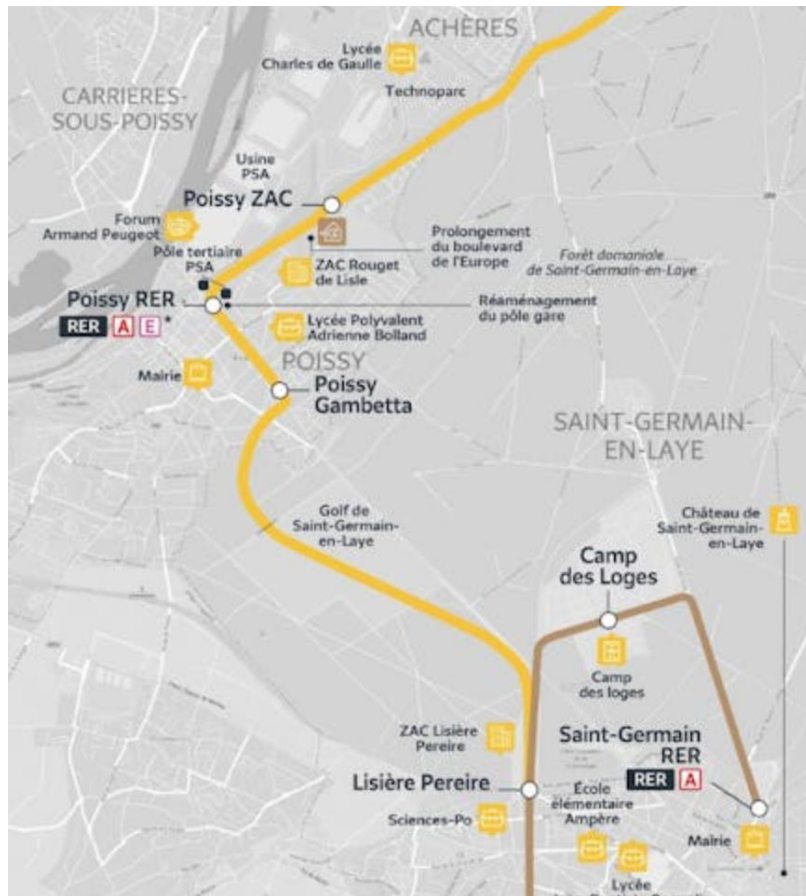 ACHÈRES
Lycée
Charles de Gaulle
Technoparc
CARRIERES-
SOUS-POISSY
Usine
PSA
Poissy ZAC
Forum
Armand Peugeot
Pôle tertiaire
PSA
Prolongement
du boulevard
de l'Europe
Forêt domaniale
de Saint-Germain-en-Laye
ZAC Rouget
de Lisle
Poissy RER
RER A E *
Réaménagement
du pôle gare
Lycée Polyvalent
Adrienne Bolland
POISSY
Mairie
Poissy
Gambetta
SAINT-GERMAIN-
EN-LAYE
Golf de
Saint-Germain-
en-Laye
Château de
Saint-Germain-
en-Laye
Camp
des Loges
Camp
des loges
ZAC Lisière
Pereire
Saint-Germain
RER
RER A
Lisière Pereire
École
élémentaire
Ampère
Sciences-Po
Mairie
Lycée